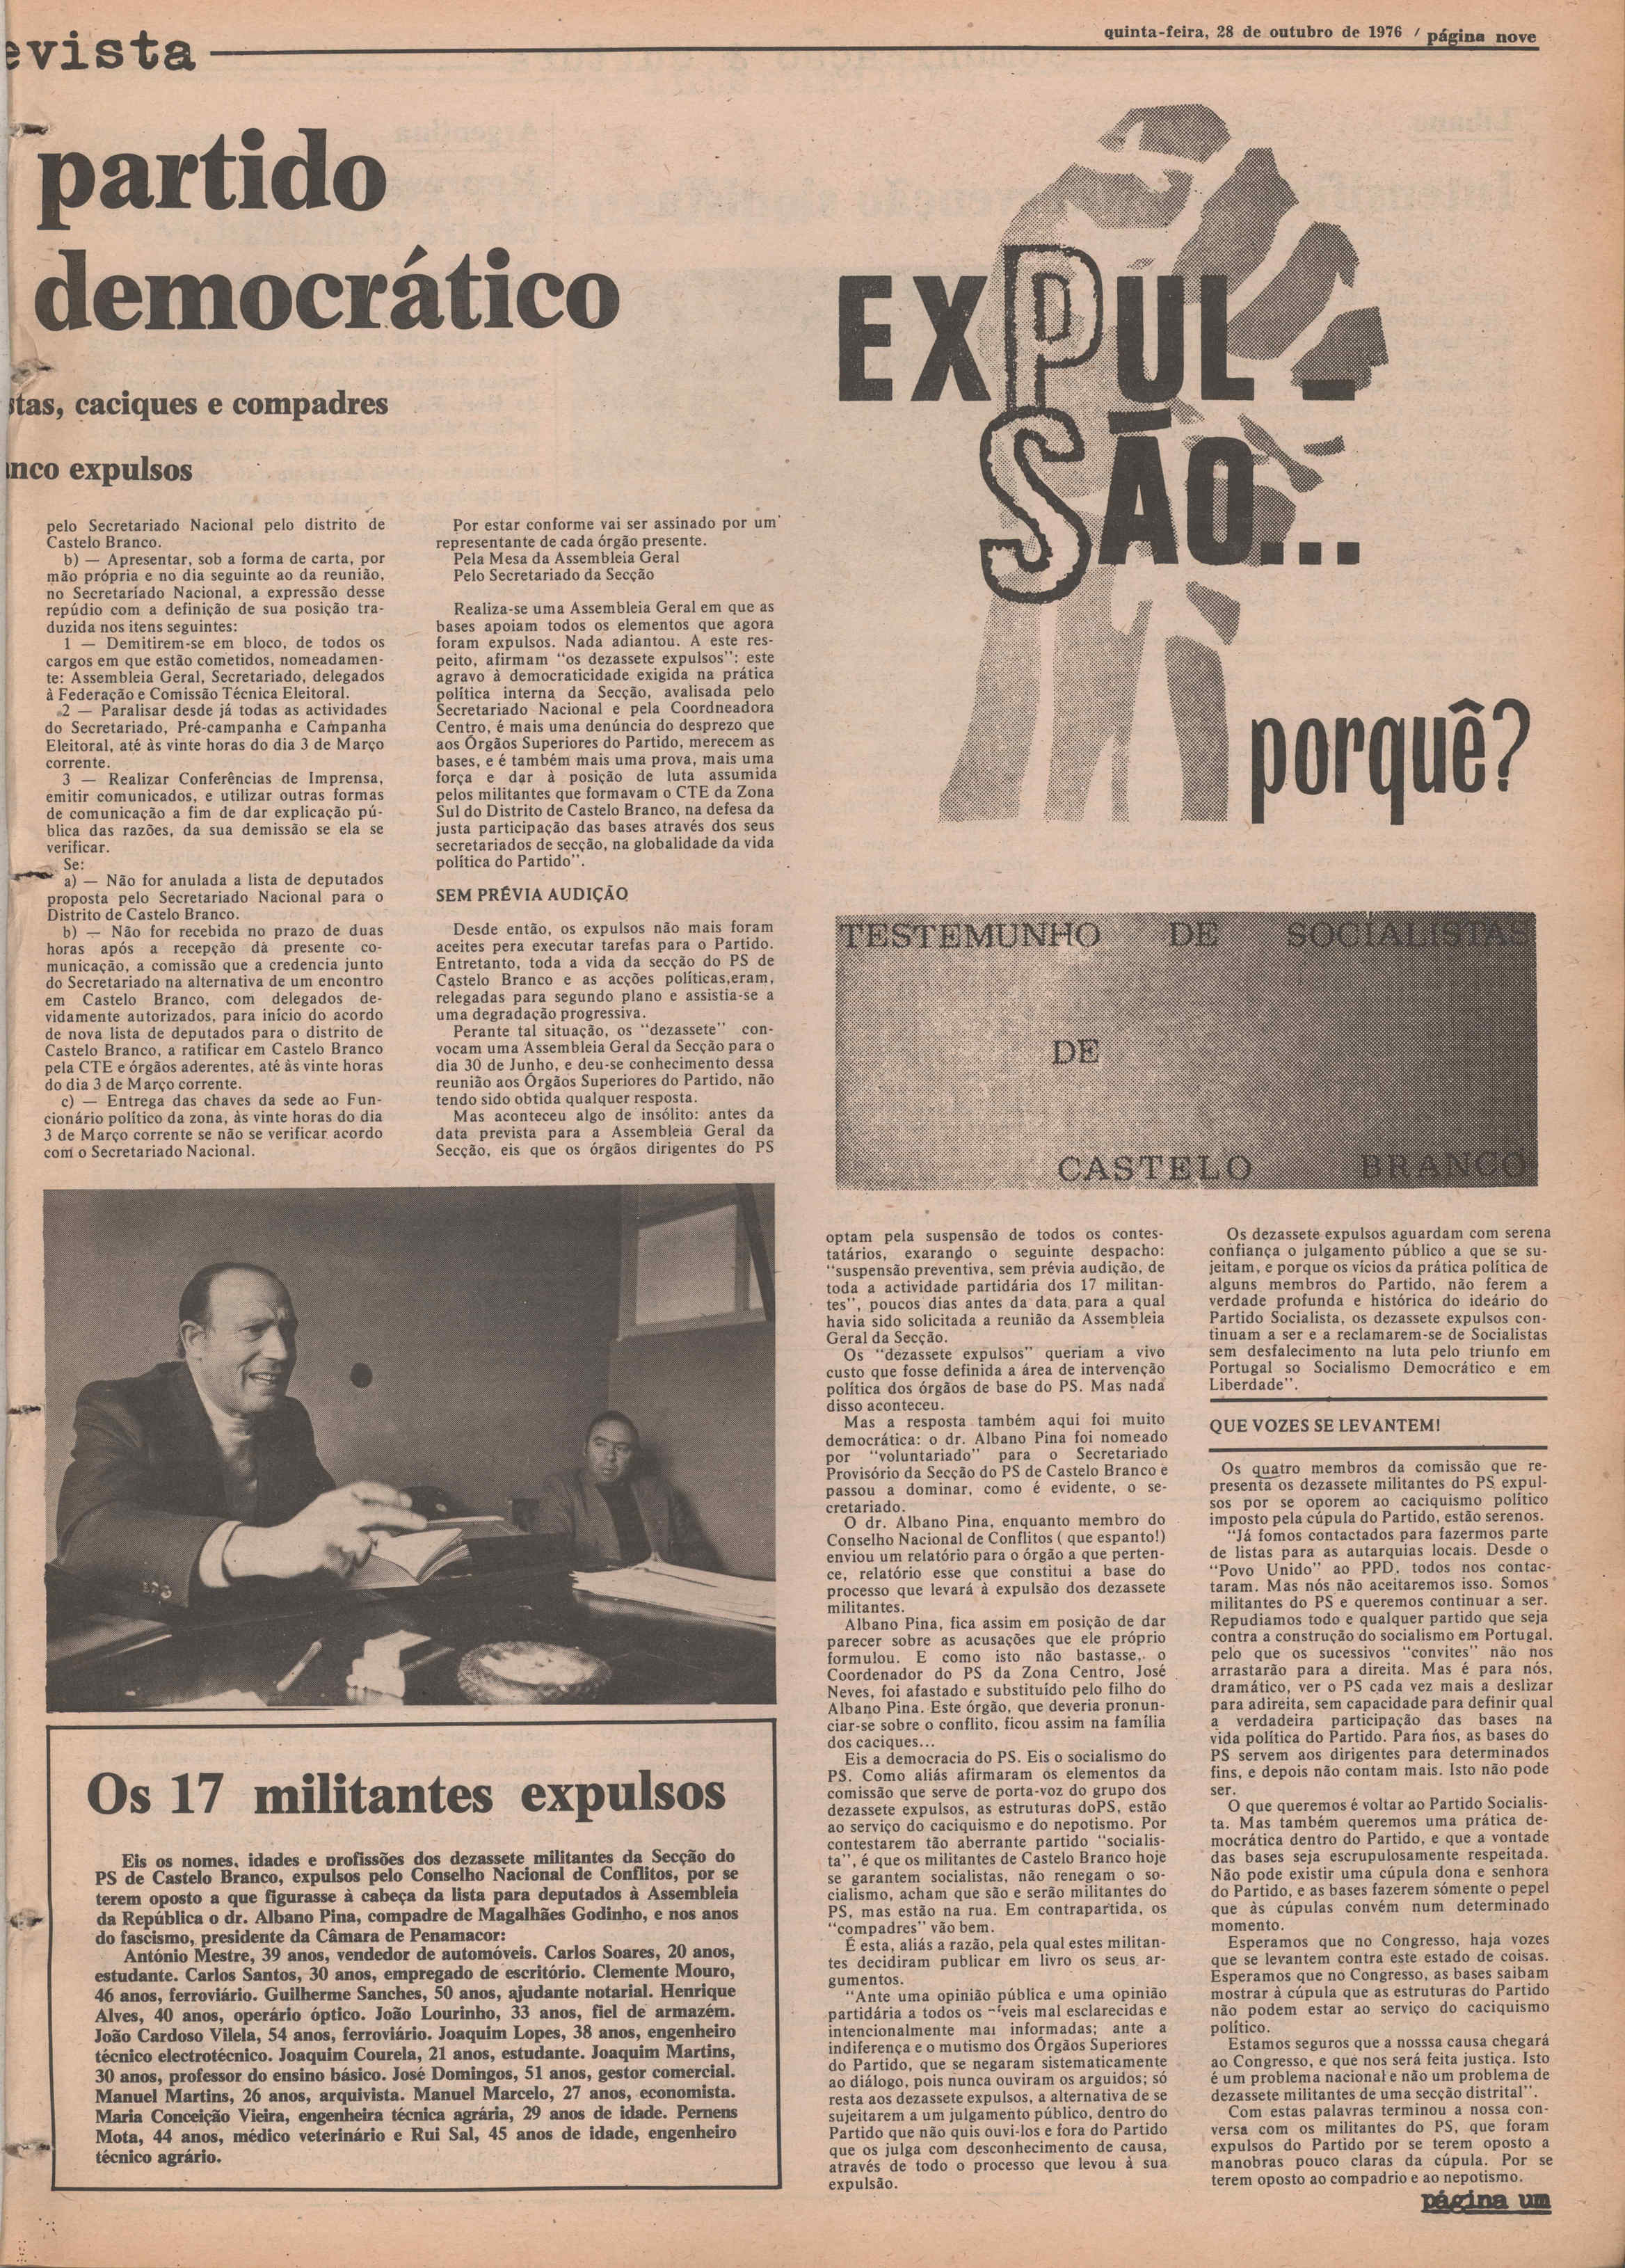 evista
quinta-feira, 28 de outubro de 1976 / página nove
partido
democrático
stas, caciques e compadres
nco expulsos
pelo Secretariado Nacional pelo distrito de
Castelo Branco.
b) — Apresentar, sob a forma de carta, por
mão própria e no dia seguinte ao da reunião,
no Secretariado Nacional, a expressão desse
repúdio com a definição de sua posição tra-
duzida nos itens seguintes:
1 — Demitirem-se em bloco, de todos os
cargos em que estão cometidos, nomeadamen-
te: Assembleia Geral, Secretariado, delegados
à Federação e Comissão Técnica Eleitoral.
2 — Paralisar desde já todas as actividades
do Secretariado, Pré-campanha e Campanha
Eleitoral, até às vinte horas do dia 3 de Março
corrente.
3 — Realizar Conferências de Imprensa,
emitir comunicados, e utilizar outras formas
de comunicação a fim de dar explicação pú-
blica das razões, da sua demissão se ela se
verificar.
Se:
a) — Não for anulada a lista de deputados
proposta pelo Secretariado Nacional para o
Distrito de Castelo Branco.
b) — Não for recebida no prazo de duas
horas após a recepção da presente co-
municação, a comissão que a credencia junto
do Secretariado na alternativa de um encontro
em Castelo Branco, com delegados de-
vidamente autorizados, para início do acordo
de nova lista de deputados para o distrito de
Castelo Branco, a ratificar em Castelo Branco
pela CTE e órgãos aderentes, até às vinte horas
do dia 3 de Março corrente.
c) — Entrega das chaves da sede ao Fun-
cionário político da zona, às vinte horas do dia
3 de Março corrente se não se verificar acordo
com o Secretariado Nacional.
Por estar conforme vai ser assinado por um
representante de cada órgão presente.
Pela Mesa da Assembleia Geral
Pelo Secretariado da Secção
Realiza-se uma Assembleia Geral em que as
bases apoiam todos os elementos que agora
foram expulsos. Nada adiantou. A este res-
peito, afirmam "os dezassete expulsos": este
agravo à democraticidade exigida na prática
política interna da Secção, avalisada pelo
Secretariado Nacional e pela Coordneadora
Centro, é mais uma denúncia do desprezo que
aos Órgãos Superiores do Partido, merecem as
bases, e é também mais uma prova, mais uma
força e dar à posição de luta assumida
pelos militantes que formavam o CTE da Zona
Sul do Distrito de Castelo Branco, na defesa da
justa participação das bases através dos seus
secretariados de secção, na globalidade da vida
política do Partido".
SEM PRÉVIA AUDIÇÃO
Desde então, os expulsos não mais foram
aceites pera executar tarefas para o Partido.
Entretanto, toda a vida da secção do PS de
Castelo Branco e as acções políticas,eram,
relegadas para segundo plano e assistia-se a
uma degradação progressiva.
Perante tal situação, os "dezassete" con-
vocam uma Assembleia Geral da Secção para o
dia 30 de Junho, e deu-se conhecimento dessa
reunião aos Órgãos Superiores do Partido, não
tendo sido obtida qualquer resposta.
Mas aconteceu algo de insólito: antes da
data prevista para a Assembleia Geral da
Secção, eis que os órgãos dirigentes do PS
EXPUL-
SÃO...
porquê?
TESTEMUNHO DE SOCIALISTAS
DE
CASTELO BRANCO
optam pela suspensão de todos os contes-
tatários, exarando o seguinte despacho:
"suspensão preventiva, sem prévia audição, de
toda a actividade partidária dos 17 militan-
tes", poucos dias antes da data para a qual
havia sido solicitada a reunião da Assembleia
Geral da Secção.
Os "dezassete expulsos" queriam a vivo
custo que fosse definida a área de intervenção
política dos órgãos de base do PS. Mas nada
disso aconteceu.
Mas a resposta também aqui foi muito
democrática: o dr. Albano Pina foi nomeado
por "voluntariado" para o Secretariado
Provisório da Secção do PS de Castelo Branco e
passou a dominar, como é evidente, o se-
cretariado.
O dr. Albano Pina, enquanto membro do
Conselho Nacional de Conflitos ( que espanto!)
enviou um relatório para o órgão a que perten-
ce, relatório esse que constitui a base do
processo que levará à expulsão dos dezassete
militantes.
Albano Pina, fica assim em posição de dar
parecer sobre as acusações que ele próprio
formulou. E como isto não bastasse, o
Coordenador do PS da Zona Centro, José
Neves, foi afastado e substituído pelo filho do
Albano Pina. Este órgão, que deveria pronun-
ciar-se sobre o conflito, ficou assim na família
dos caciques...
Eis a democracia do PS. Eis o socialismo do
PS. Como aliás afirmaram os elementos da
comissão que serve de porta-voz do grupo dos
dezassete expulsos, as estruturas doPS, estão
ao serviço do caciquismo e do nepotismo. Por
contestarem tão aberrante partido "socialis-
ta", é que os militantes de Castelo Branco hoje
se garantem socialistas, não renegam o so-
cialismo, acham que são e serão militantes do
PS, mas estão na rua. Em contrapartida, os
"compadres" vão bem.
É esta, aliás a razão, pela qual estes militan-
tes decidiram publicar em livro os seus ar-
gumentos.
"Ante uma opinião pública e uma opinião
partidária a todos os veis mal esclarecidas e
intencionalmente mal informadas; ante a
indiferença e o mutismo dos Órgãos Superiores
do Partido, que se negaram sistematicamente
ao diálogo, pois nunca ouviram os arguidos; só
resta aos dezassete expulsos, a alternativa de se
sujeitarem a um julgamento público, dentro do
Partido que não quis ouvi-los e fora do Partido
que os julga com desconhecimento de causa,
através de todo o processo que levou à sua
expulsão.
Os dezassete expulsos aguardam com serena
confiança o julgamento público a que se su-
jeitam, e porque os vícios da prática política de
alguns membros do Partido, não ferem a
verdade profunda e histórica do ideário do
Partido Socialista, os dezassete expulsos con-
tinuam a ser e a reclamarem-se de Socialistas
sem desfalecimento na luta pelo triunfo em
Portugal so Socialismo Democrático e em
Liberdade".
QUE VOZES SE LEVANTEM!
Os quatro membros da comissão que re-
presenta os dezassete militantes do PS expul-
sos por se oporem ao caciquismo político
imposto pela cúpula do Partido, estão serenos.
"Já fomos contactados para fazermos parte
de listas para as autarquias locais. Desde o
"Povo Unido" ao PPD, todos nos contac-
taram. Mas nós não aceitaremos isso. Somos
militantes do PS e queremos continuar a ser.
Repudiamos todo e qualquer partido que seja
contra a construção do socialismo em Portugal,
pelo que os sucessivos "convites" não nos
arrastarão para a direita. Mas é para nós,
dramático, ver o PS cada vez mais a deslizar
para adireita, sem capacidade para definir qual
a verdadeira participação das bases na
vida política do Partido. Para nos, as bases do
PS servem aos dirigentes para determinados
fins, e depois não contam mais. Isto não pode
ser.
O que queremos é voltar ao Partido Socialis-
ta. Mas também queremos uma prática de-
mocrática dentro do Partido, e que a vontade
das bases seja escrupulosamente respeitada.
Não pode existir uma cúpula dona e senhora
do Partido, e as bases fazerem sómente o pepel
que às cúpulas convém num determinado
momento.
Esperamos que no Congresso, haja vozes
que se levantem contra este estado de coisas.
Esperamos que no Congresso, as bases saibam
mostrar à cúpula que as estruturas do Partido
não podem estar ao serviço do caciquismo
político.
Estamos seguros que a nosssa causa chegará
ao Congresso, e que nos será feita justiça. Isto
é um problema nacional e não um problema de
dezassete militantes de uma secção distrital".
Com estas palavras terminou a nossa con-
versa com os militantes do PS, que foram
expulsos do Partido por se terem oposto a
manobras pouco claras da cúpula. Por se
terem oposto ao compadrio e ao nepotismo.
página um
Os 17 militantes expulsos
Eis os nomes, idades e profissões dos dezassete militantes da Secção do
PS de Castelo Branco, expulsos pelo Conselho Nacional de Conflitos, por se
terem oposto a que figurasse à cabeça da lista para deputados à Assembleia
da República o dr. Albano Pina, compadre de Magalhães Godinho, e nos anos
do fascismo, presidente da Câmara de Penamacor:
António Mestre, 39 anos, vendedor de automóveis. Carlos Soares, 20 anos,
estudante. Carlos Santos, 30 anos, empregado de escritório. Clemente Mouro,
46 anos, ferroviário. Guilherme Sanches, 50 anos, ajudante notarial. Henrique
Alves, 40 anos, operário óptico. João Lourinho, 33 anos, fiel de armazém.
João Cardoso Vilela, 54 anos, ferroviário. Joaquim Lopes, 38 anos, engenheiro
técnico electrotécnico. Joaquim Courela, 21 anos, estudante. Joaquim Martins,
30 anos, professor do ensino básico. José Domingos, 51 anos, gestor comercial.
Manuel Martins, 26 anos, arquivista. Manuel Marcelo, 27 anos, economista.
Maria Conceição Vieira, engenheira técnica agrária, 29 anos de idade. Pernens
Mota, 44 anos, médico veterinário e Rui Sal, 45 anos de idade, engenheiro
técnico agrário.